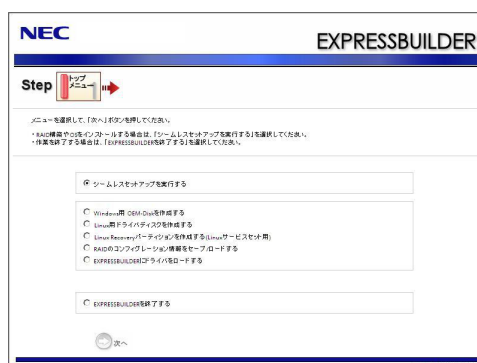 NEC
EXPRESSBUILDER
Step
トップ
メニュー
メニューを選択して、「次へ」ボタンを押してください。
・RAID構築やOSをインストールする場合は、「シームレスセットアップを実行する」を選択してください。
・作業を終了する場合は、「EXPRESSBUILDERを終了する」を選択してください。
シームレスセットアップを実行する
Windows用 OEM-Diskを作成する
Linux用ドライバディスクを作成する
Linux Recoveryパーティションを作成する(Linuxサービスセット用)
RAIDのコンフィグレーション情報をセーブ/ロードする
EXPRESSBUILDERにドライバをロードする
EXPRESSBUILDERを終了する
次へ